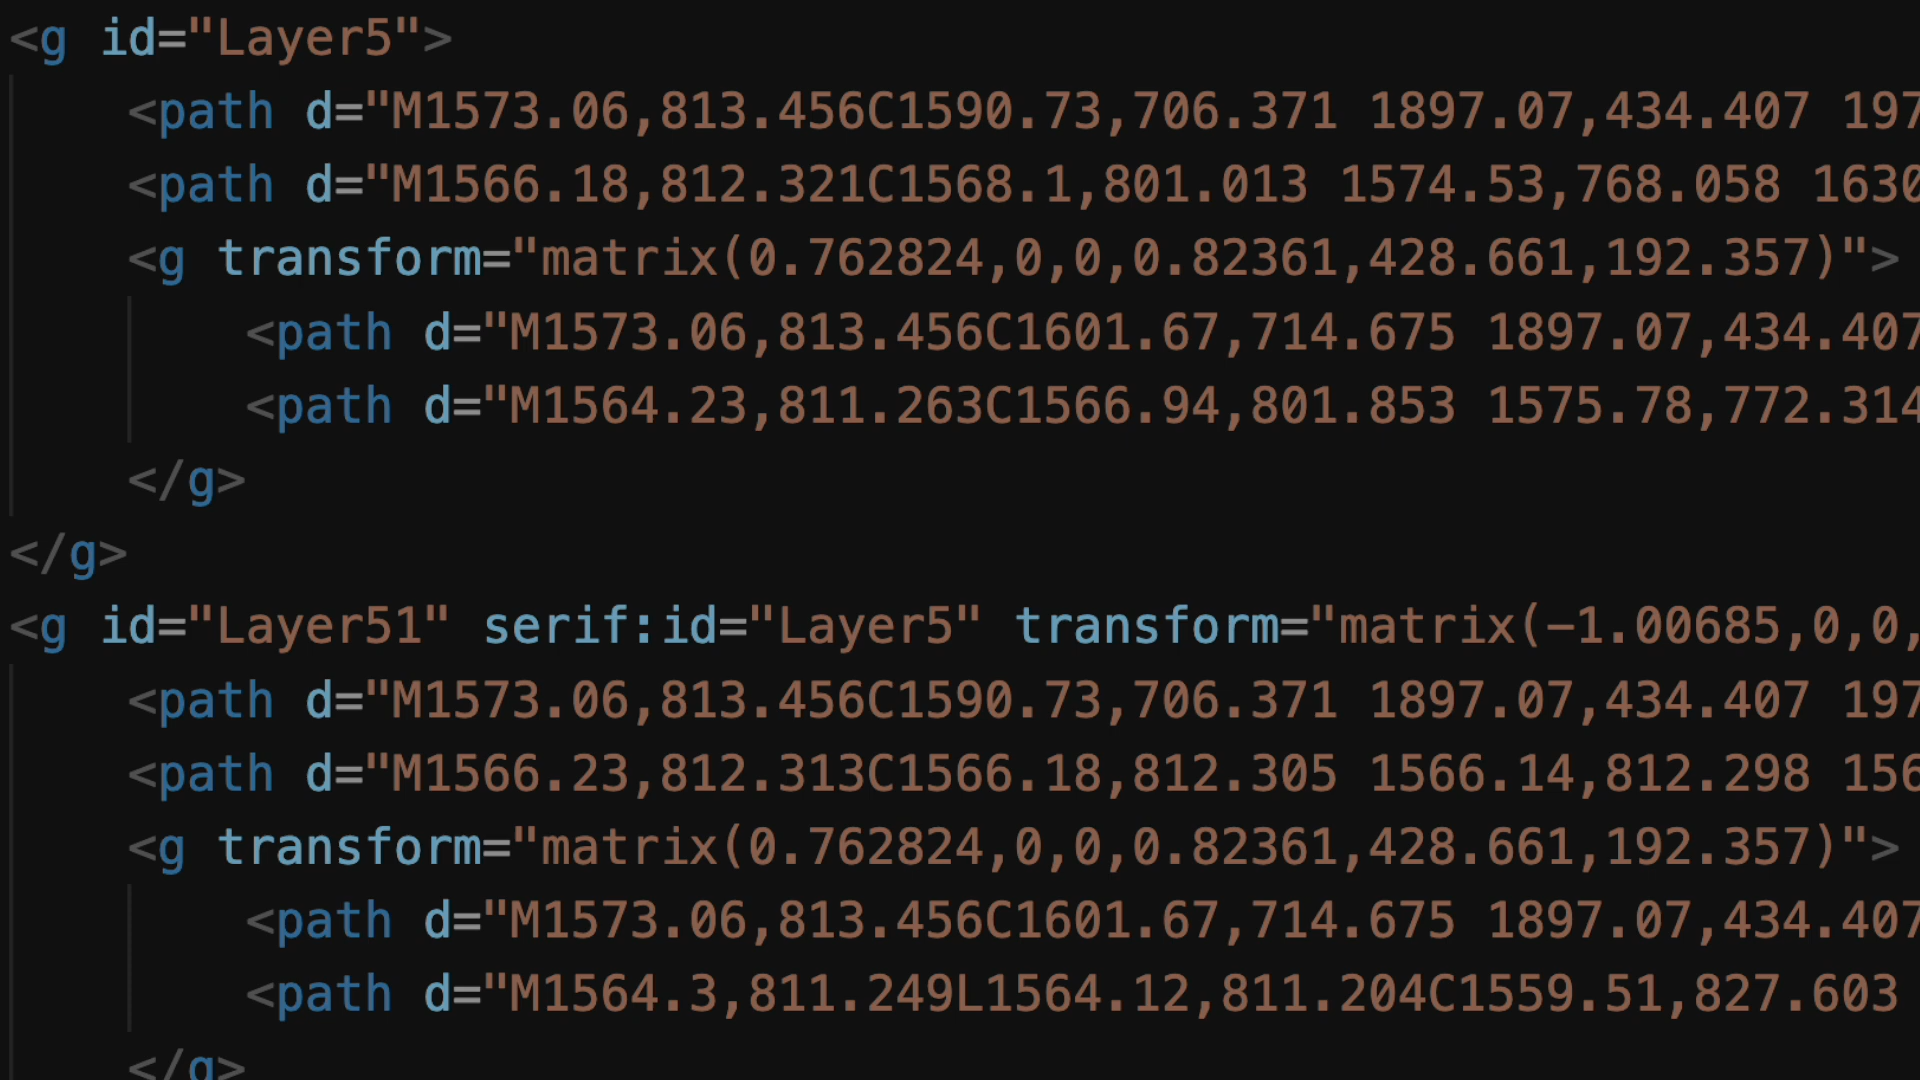 <g id="Layer5">
<path d="M1573.06,813.456C1590.73,706.371 1897.07,434.407 197
<path d="M1566.18,812.321C1568.1,801.013 1574.53,768.058 1630
<g transform="matrix(0.762824,0,0,0.82361,428.661,192.357)">
<path d="M1573.06,813.456C1601.67,714.675 1897.07,434.407
<path d="M1564.23,811.263C1566.94,801.853 1575.78,772.314
</g>
</g>
<g id="Layer51" serif:id="Layer5" transform="matrix(-1.00685,0,0,
<path d="M1573.06,813.456C1590.73,706.371 1897.07,434.407 197
<path d="M1566.23,812.313C1566.18,812.305 1566.14,812.298 156
<g transform="matrix(0.762824,0,0,0.82361,428.661,192.357)">
<path d="M1573.06,813.456C1601.67,714.675 1897.07,434.407
<path d="M1564.3,811.249L1564.12,811.204C1559.51,827.603
</g>